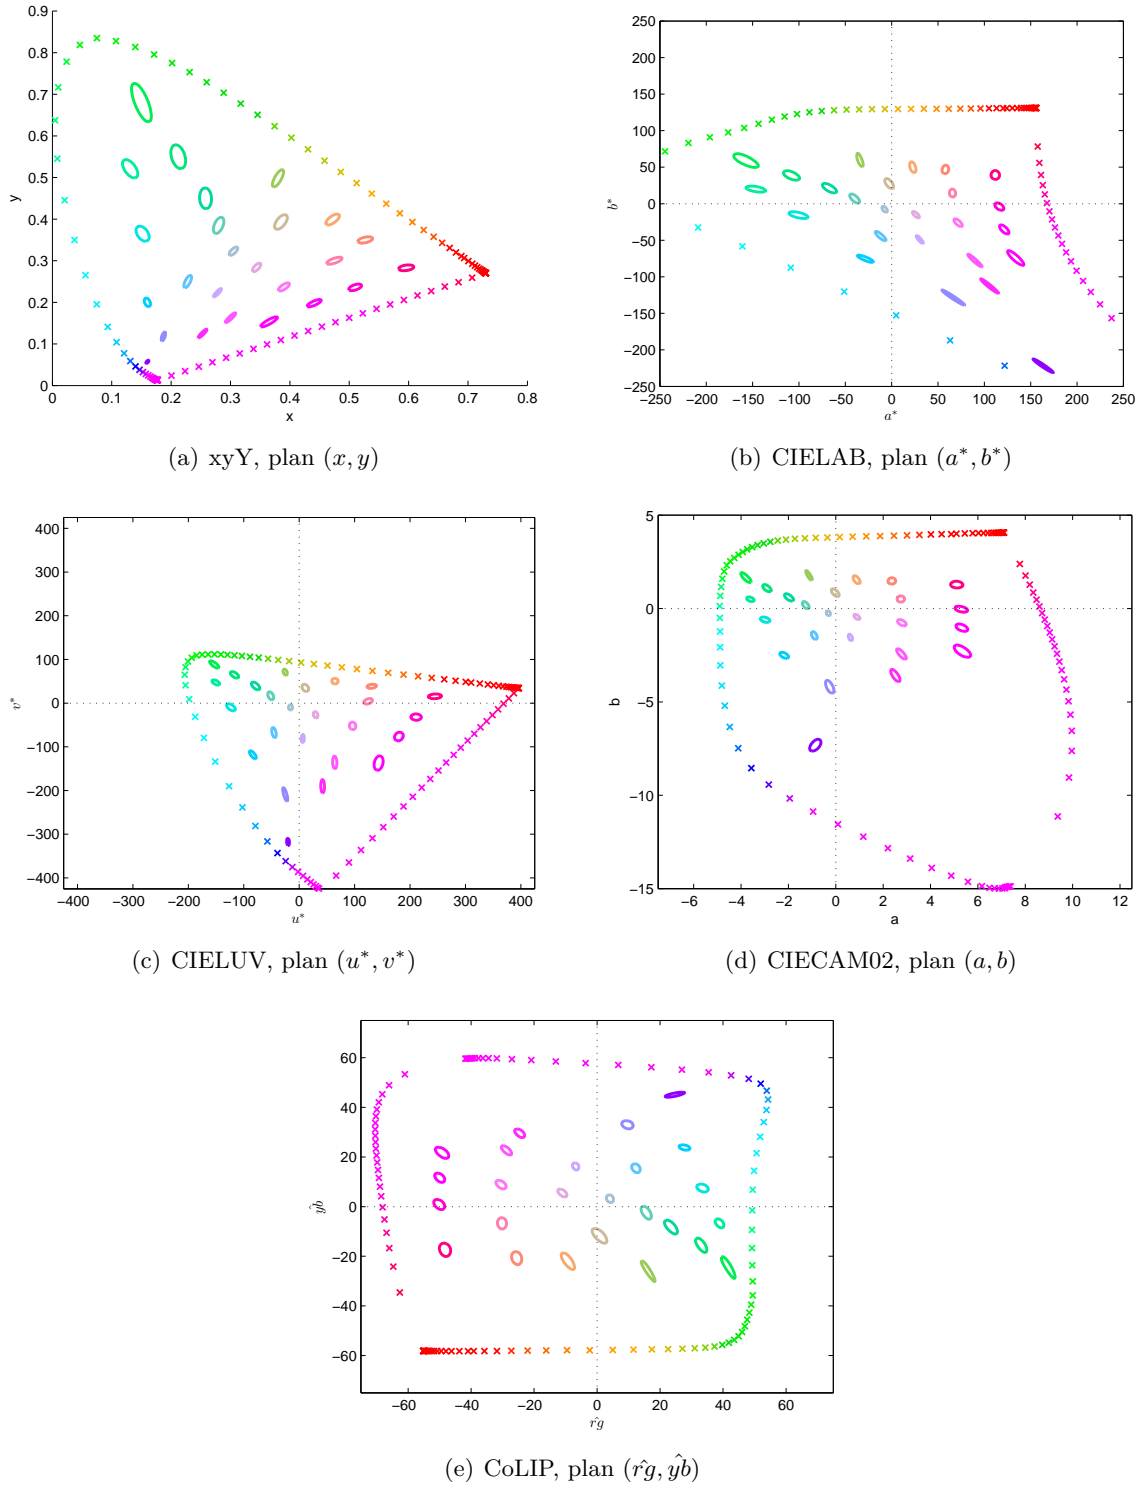 0.9
0.8
0.7
0.6
0.5
0.4
0.3
0.2
0.1
0
y
0 0.1 0.2 0.3 0.4 0.5 0.6 0.7 0.8
x
(a) xyY, plan (x, y)
250
200
150
100
50
0
−50
−100
−150
−200
−250
b*
−250 −200 −150 −100 −50 0 50 100 150 200 250
a*
(b) CIELAB, plan (a*, b*)
400
300
200
100
0
−100
−200
−300
−400
v*
−400 −300 −200 −100 0 100 200 300 400
u*
(c) CIELUV, plan (u*, v*)
5
0
−5
−10
−15
b
−6 −4 −2 0 2 4 6 8 10 12
a
(d) CIECAM02, plan (a, b)
60
40
20
0
−20
−40
−60
ŷb
−60 −40 −20 0 20 40 60
r̂g
(e) CoLIP, plan (r̂g, ŷb)